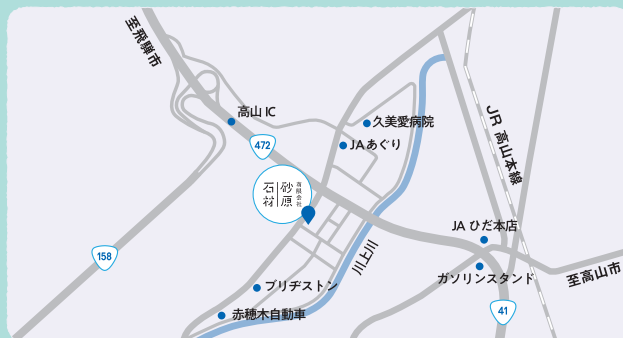 至飛騨市
高山IC
久美愛病院
JAあぐり
472
JR 高山本線
有限会社
砂原
石材
JA ひだ本店
158
川上川
ガソリンスタンド
至高山市
ブリヂストン
赤穂木自動車
41